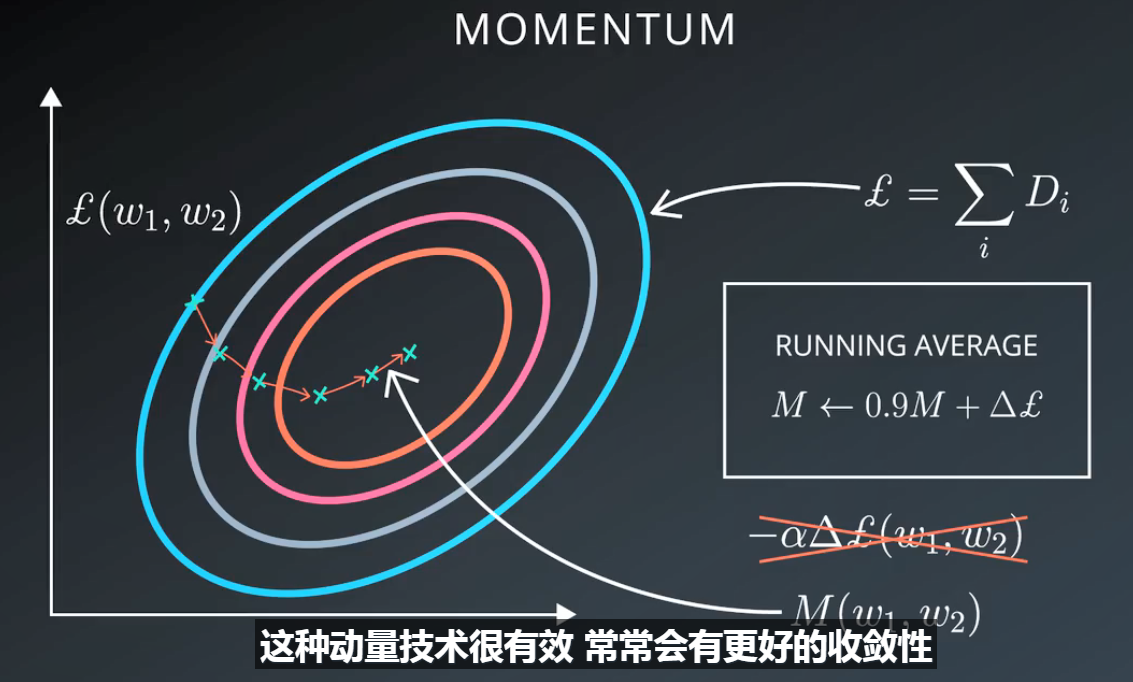 MOMENTUM
£(w₁, w₂)
£ = ∑ᵢ Dᵢ
RUNNING AVERAGE
M ← 0.9M + Δ£
−αΔ£(w₁, w₂)
M(w₁, w₂)
这种动量技术很有效 常常会有更好的收敛性